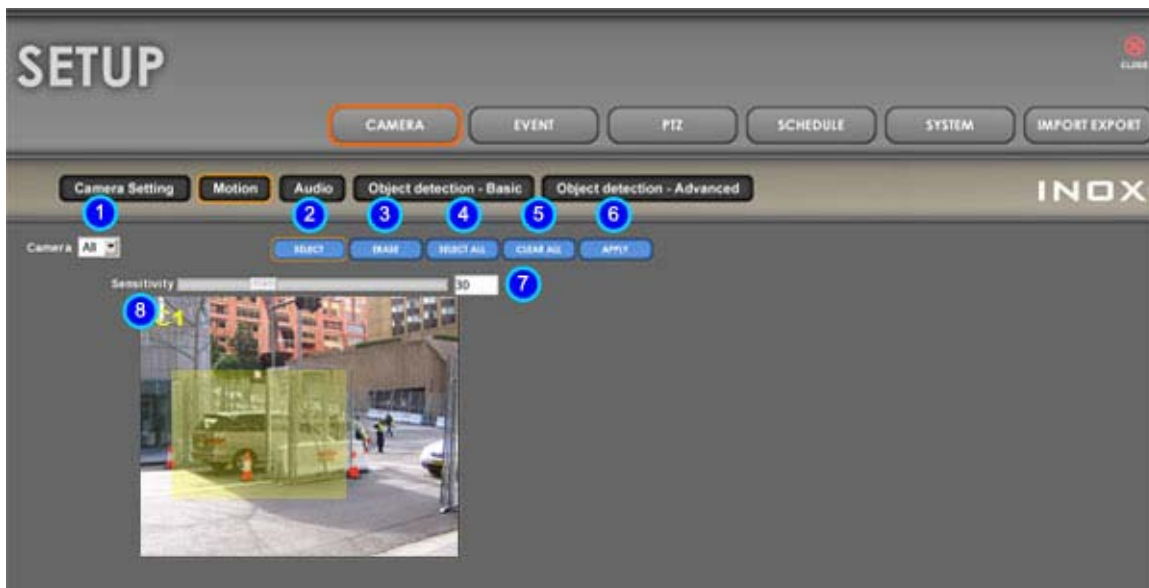 SETUP
CLOSE
CAMERA EVENT PTZ SCHEDULE SYSTEM IMPORT EXPORT
Camera Setting Motion Audio Object detection - Basic Object detection - Advanced
INOX
1 2 3 4 5 6
Camera All SELECT ERASE SELECT ALL CLEAR ALL APPLY
Sensitivity 30 7
8 C1